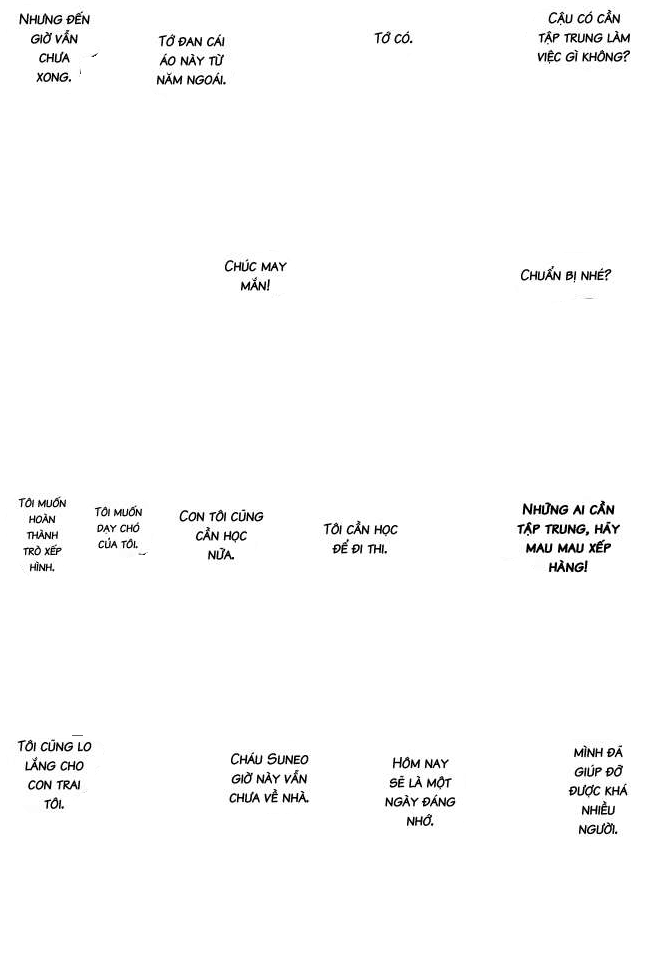 CẬU CÓ CẦN
TẬP TRUNG LÀM
VIỆC GÌ KHÔNG?
TỚ CÓ.
TỚ ĐAN CÁI
ÁO NÀY TỪ
NĂM NGOÁI.
NHƯNG ĐẾN
GIỜ VẪN
CHƯA
XONG.
CHUẨN BỊ NHÉ?
CHÚC MAY
MẮN!
NHỮNG AI CẦN
TẬP TRUNG, HÃY
MAU MAU XẾP
HÀNG!
TÔI CẦN HỌC
ĐỂ ĐI THI.
CON TÔI CŨNG
CẦN HỌC
NỮA.
TÔI MUỐN
DẠY CHÓ
CỦA TÔI.
TÔI MUỐN
HOÀN
THÀNH
TRÒ XẾP
HÌNH.
MÌNH ĐÃ
GIÚP ĐỠ
ĐƯỢC KHÁ
NHIỀU
NGƯỜI.
HÔM NAY
SẼ LÀ MỘT
NGÀY ĐÁNG
NHỚ.
CHÁU SUNEO
GIỜ NÀY VẪN
CHƯA VỀ NHÀ.
TÔI CŨNG LO
LẮNG CHO
CON TRAI
TÔI.